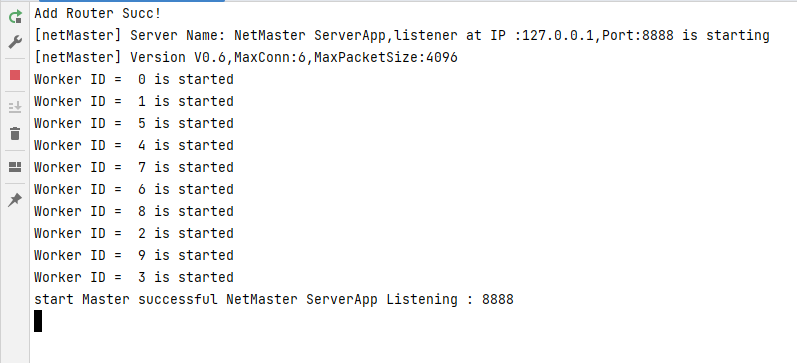 Add Router Succ!
[netMaster] Server Name: NetMaster ServerApp,listener at IP :127.0.0.1,Port:8888 is starting
[netMaster] Version V0.6,MaxConn:6,MaxPacketSize:4096
Worker ID =  0 is started
Worker ID =  1 is started
Worker ID =  5 is started
Worker ID =  4 is started
Worker ID =  7 is started
Worker ID =  6 is started
Worker ID =  8 is started
Worker ID =  2 is started
Worker ID =  9 is started
Worker ID =  3 is started
start Master successful NetMaster ServerApp Listening : 8888